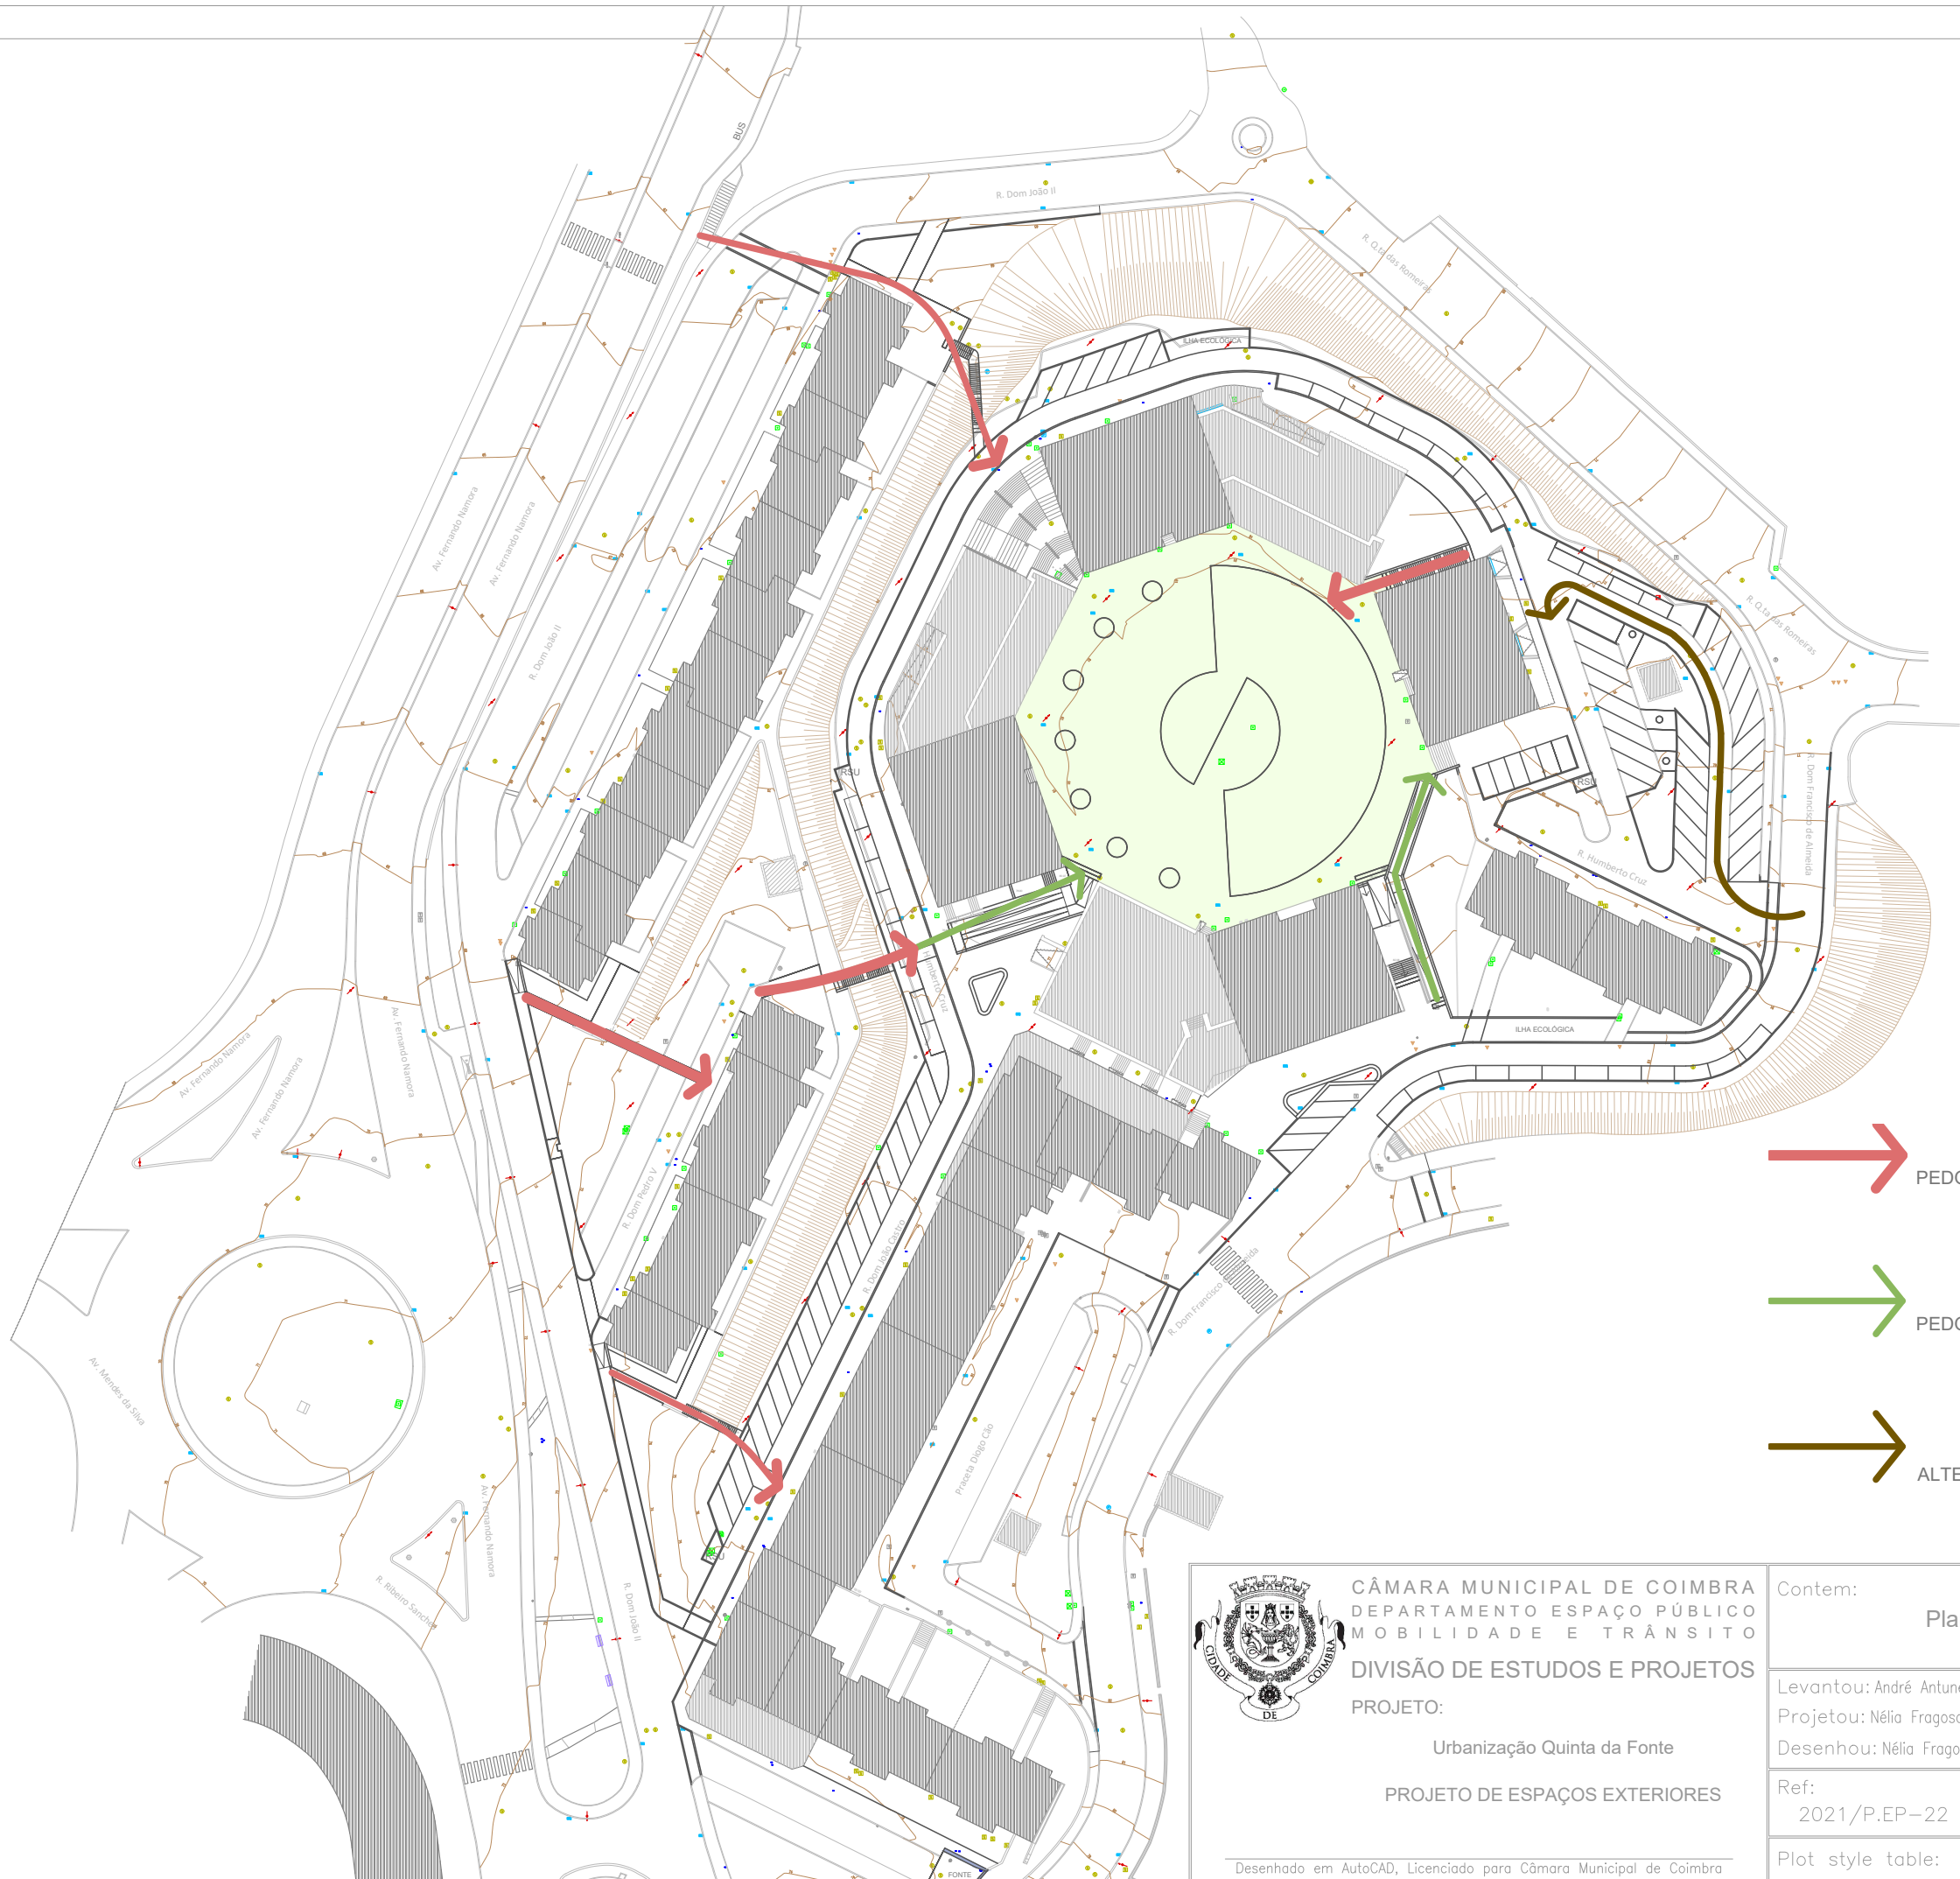 BUS
R. Dom João II
R. Q.ta das Romeiras
ILHA ECOLÓGICA
Av. Fernando Namora
Av. Fernando Namora
R. Dom João II
R. Q.ta das Romeiras
RSU
RSU
R. Dom Francisco de Almeida
R. Humberto Cruz
Humberto Cruz
ILHA ECOLÓGICA
Av. Fernando Namora
Av. Fernando Namora
Av. Fernando Namora
R. Dom Pedro V
R. Dom João Castro
R. Dom Francisco
eida
PEDO
PEDO
ALTE
Av. Mendes da Silva
Praceta Diogo Cão
Av. Fernando Namora
R. Ribeiro Sanches
R. Dom João II
RSU
FONTE
CIDADE
DE
COIMBRA
CÂMARA MUNICIPAL DE COIMBRA
DEPARTAMENTO ESPAÇO PÚBLICO
MOBILIDADE E TRÂNSITO
DIVISÃO DE ESTUDOS E PROJETOS
PROJETO:
Urbanização Quinta da Fonte
PROJETO DE ESPAÇOS EXTERIORES
Desenhado em AutoCAD, Licenciado para Câmara Municipal de Coimbra
Contem:
Pla
Levantou: André Antune
Projetou: Nélia Fragoso
Desenhou: Nélia Frago
Ref:
2021/P.EP-22
Plot style table: